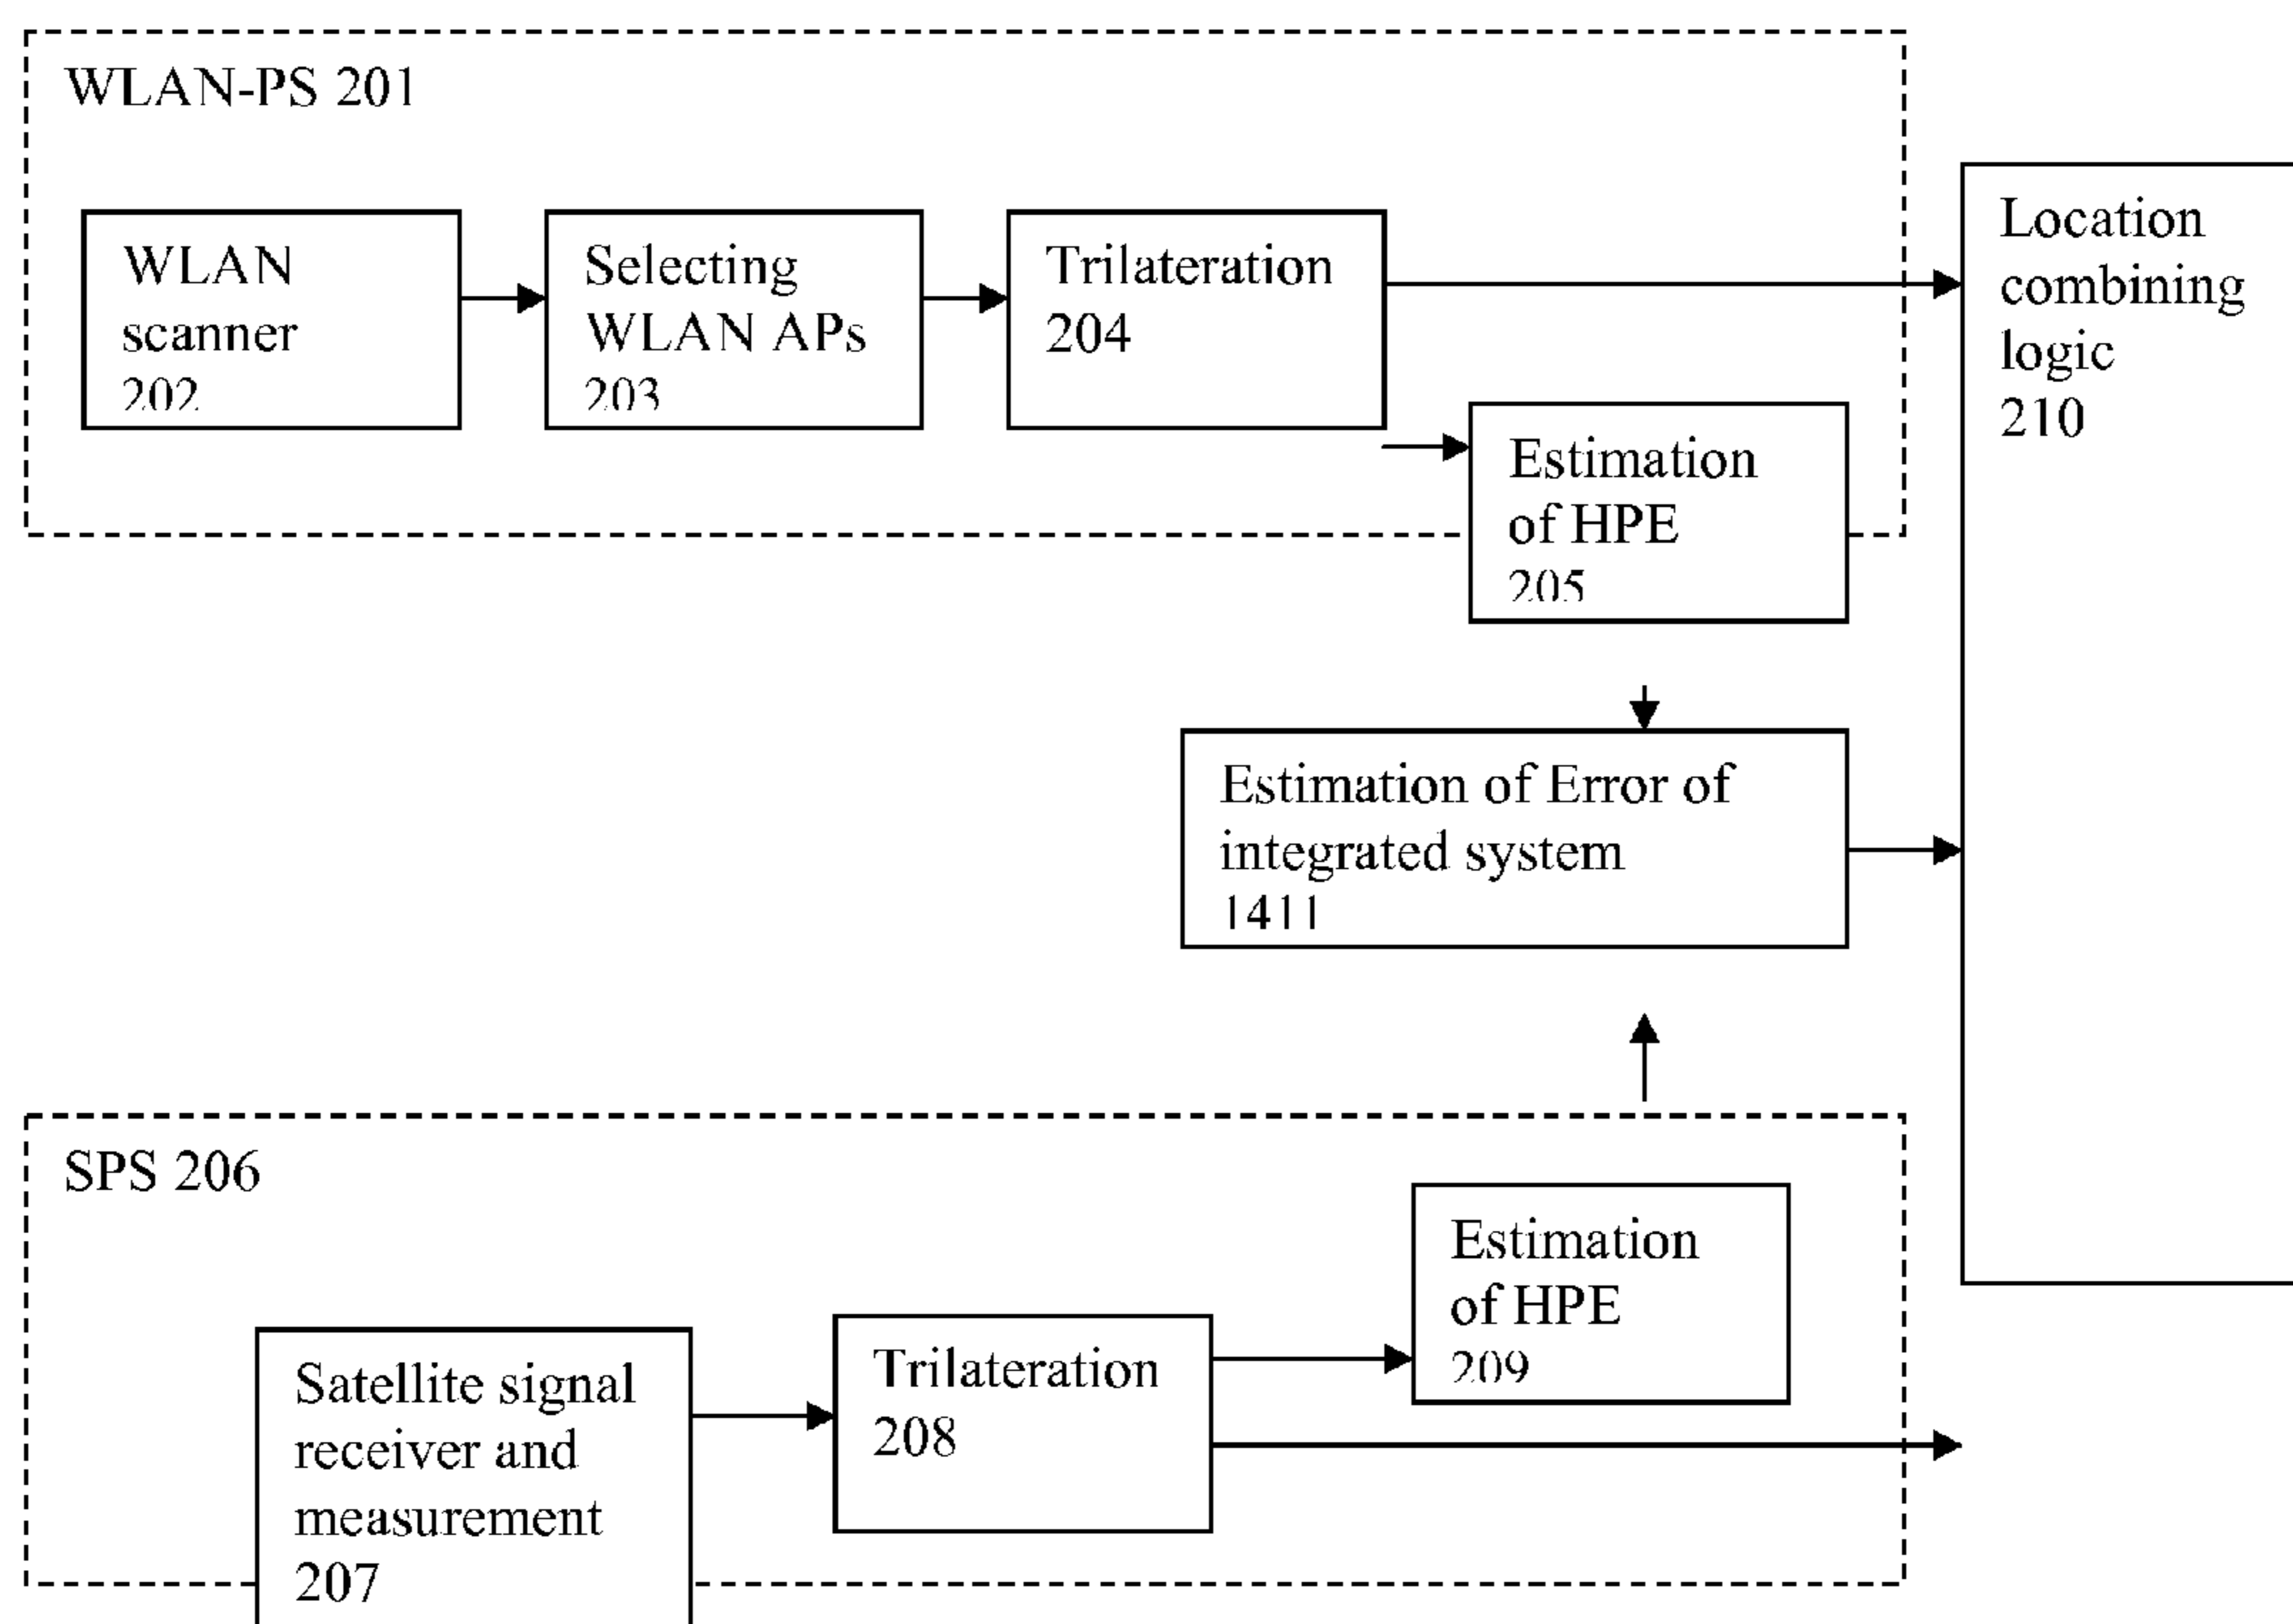 WLAN-PS 201
WLAN
scanner
202
Selecting
WLAN APs
203
Trilateration
204
Location
combining
logic
210
Estimation
of HPE
205
Estimation of Error of
integrated system
1411
SPS 206
Estimation
of HPE
209
Satellite signal
receiver and
measurement
207
Trilateration
208